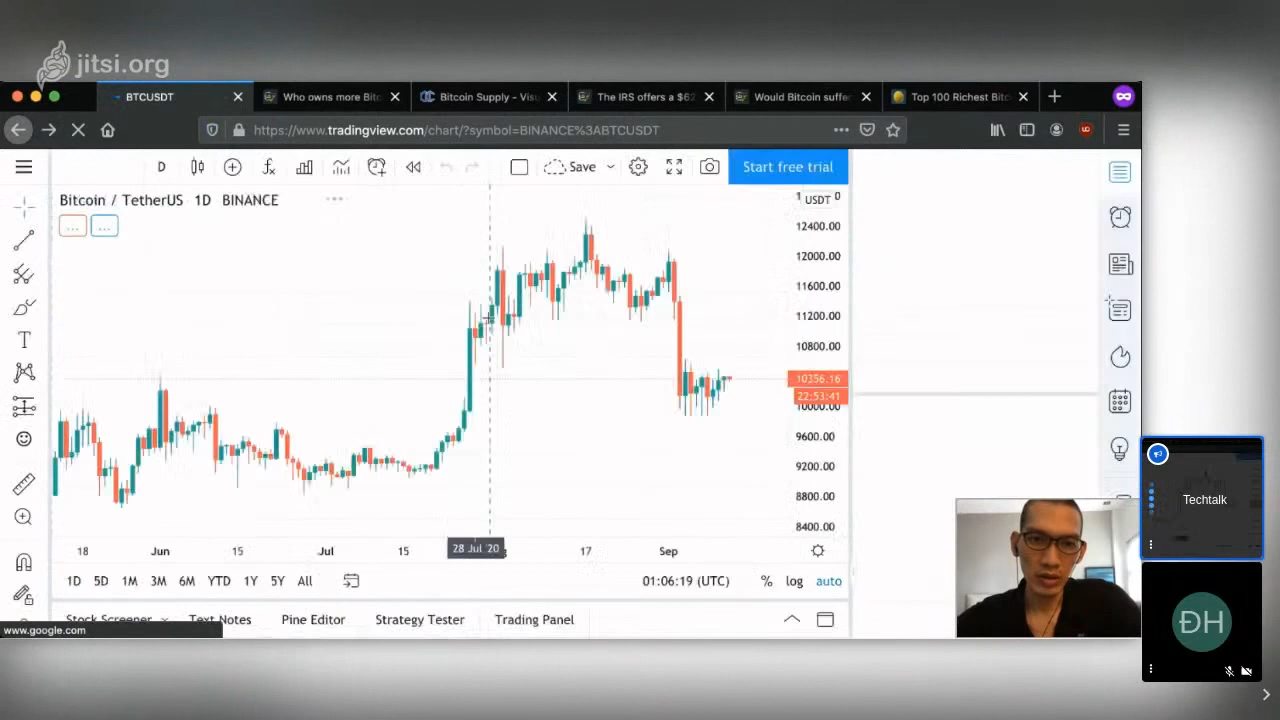 jitsi.org
BTCUSDT
Who owns more Bitc
Bitcoin Supply - Visu
The IRS offers a $62
Would Bitcoin suffe
Top 100 Richest Bitc
https://www.tradingview.com/chart/?symbol=BINANCE%3ABTCUSDT
D
Save
Start free trial
Bitcoin / TetherUS 1D BINANCE
USDT
12400.00
12000.00
11600.00
11200.00
10800.00
10356.16
22:53:41
10000.00
9600.00
9200.00
8800.00
8400.00
18 Jun 15 Jul 15 28 Jul '20 17 Sep
1D 5D 1M 3M 6M YTD 1Y 5Y All
01:06:19 (UTC) % log auto
Stock Screener Text Notes Pine Editor Strategy Tester Trading Panel
www.google.com
Techtalk
ĐH